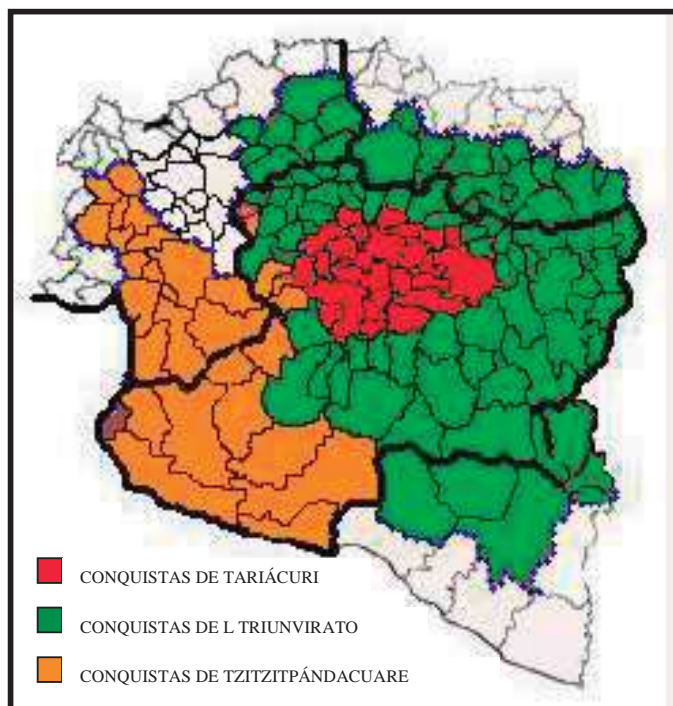 CONQUISTAS DE TARIÁCURI
CONQUISTAS DE L TRIUNVIRATO
CONQUISTAS DE TZITZITPÁNDACUARE